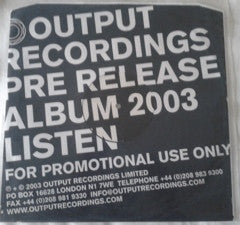 OUTPUT
RECORDINGS
PRE RELEASE
ALBUM 2003
LISTEN
FOR PROMOTIONAL USE ONLY
℗ + © 2003 OUTPUT RECORDINGS LIMITED
PO BOX 16628 LONDON N1 7WE TELEPHONE +44 (0)208 983 9300
FAX +44 (0)208 981 9330 INFO@OUTPUTRECORDINGS.COM
WWW.OUTPUTRECORDINGS.COM